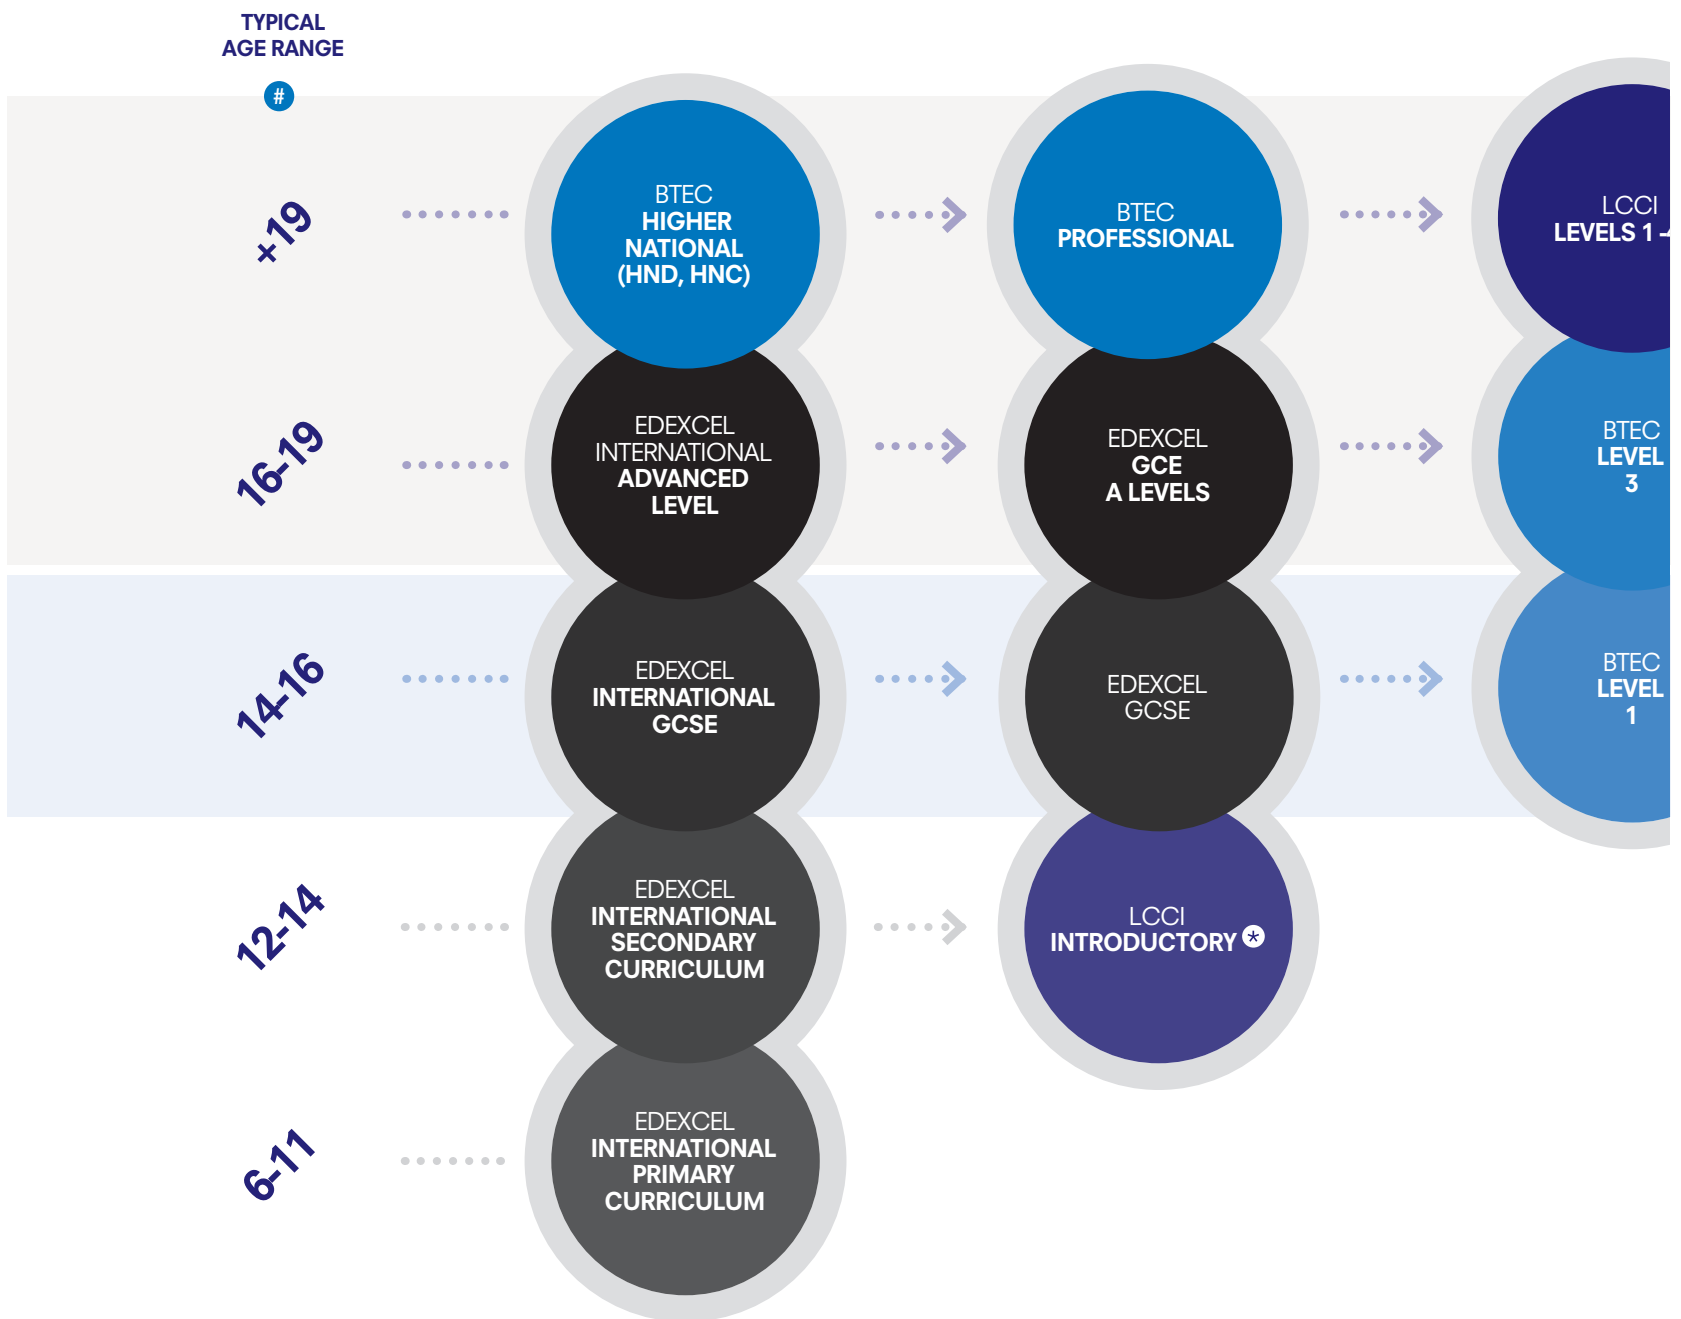 TYPICAL
AGE RANGE
#
+19
BTEC
HIGHER
NATIONAL
(HND, HNC)
BTEC
PROFESSIONAL
LCCI
LEVELS 1 -
16-19
EDEXCEL
INTERNATIONAL
ADVANCED
LEVEL
EDEXCEL
GCE
A LEVELS
BTEC
LEVEL
3
14-16
EDEXCEL
INTERNATIONAL
GCSE
EDEXCEL
GCSE
BTEC
LEVEL
1
12-14
EDEXCEL
INTERNATIONAL
SECONDARY
CURRICULUM
LCCI
INTRODUCTORY *
6-11
EDEXCEL
INTERNATIONAL
PRIMARY
CURRICULUM